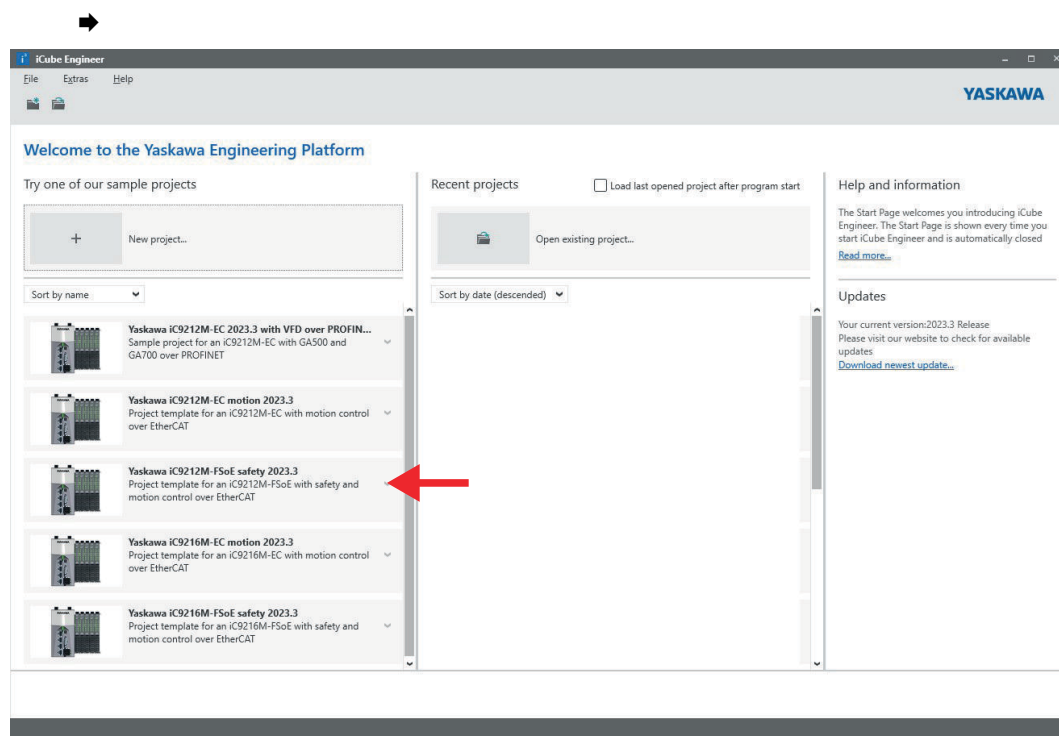 iCube Engineer
File Extras Help
YASKAWA
Welcome to the Yaskawa Engineering Platform
Try one of our sample projects
New project...
Sort by name
Yaskawa iC9212M-EC 2023.3 with VFD over PROFIN...
Sample project for an iC9212M-EC with GA500 and
GA700 over PROFINET
Yaskawa iC9212M-EC motion 2023.3
Project template for an iC9212M-EC with motion control
over EtherCAT
Yaskawa iC9212M-FSoE safety 2023.3
Project template for an iC9212M-FSoE with safety and
motion control over EtherCAT
Yaskawa iC9216M-EC motion 2023.3
Project template for an iC9216M-EC with motion control
over EtherCAT
Yaskawa iC9216M-FSoE safety 2023.3
Project template for an iC9216M-FSoE with safety and
motion control over EtherCAT
Recent projects
Load last opened project after program start
Open existing project...
Sort by date (descended)
Help and information
The Start Page welcomes you introducing iCube
Engineer. The Start Page is shown every time you
start iCube Engineer and is automatically closed
Read more...
Updates
Your current version:2023.3 Release
Please visit our website to check for available
updates
Download newest update...